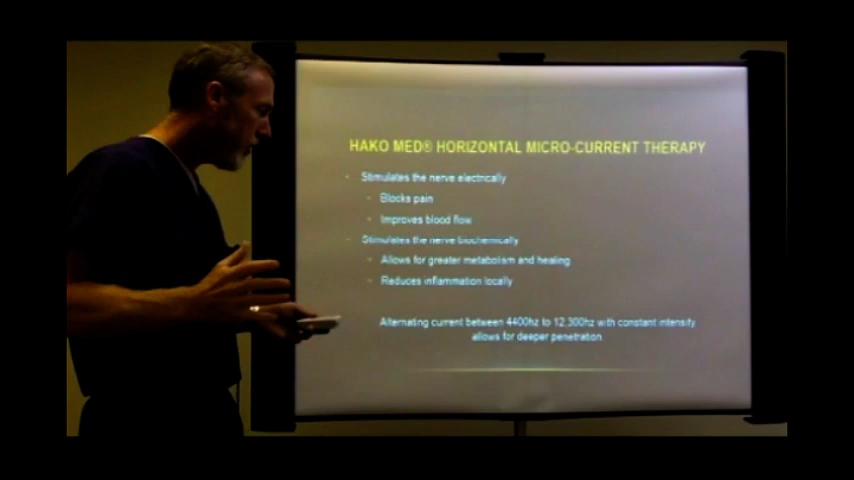 HAKO MED® HORIZONTAL MICRO-CURRENT THERAPY
- Stimulates the nerve electrically
- Blocks pain
- Improves blood flow
- Stimulates the nerve biochemically
- Allows for greater metabolism and healing
- Reduces inflammation locally
Alternating current between 4400hz to 12,300hz with constant intensity
allows for deeper penetration